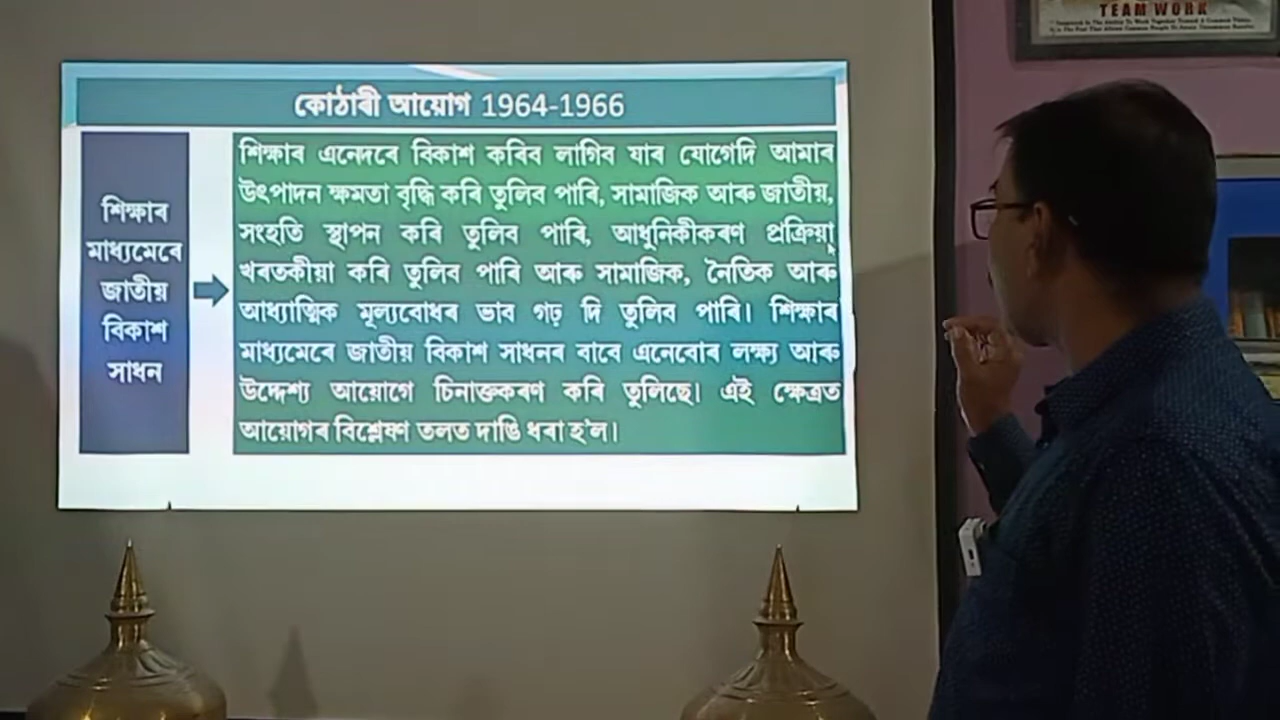 TEAM WORK
কোঠাৰী আয়োগ 1964-1966
শিক্ষাৰ
মাধ্যমেৰে
জাতীয়
বিকাশ
সাধন
শিক্ষাৰ এনেদৰে বিকাশ কৰিব লাগিব যাৰ যোগেদি আমাৰ
উৎপাদন ক্ষমতা বৃদ্ধি কৰি তুলিব পাৰি, সামাজিক আৰু জাতীয়,
সংহতি স্থাপন কৰি তুলিব পাৰি, আধুনিকীকৰণ প্ৰক্ৰিয়া
খৰতকীয়া কৰি তুলিব পাৰি আৰু সামাজিক, নৈতিক আৰু
আধ্যাত্মিক মূল্যবোধৰ ভাব গঢ় দি তুলিব পাৰি। শিক্ষাৰ
মাধ্যমেৰে জাতীয় বিকাশ সাধনৰ বাবে এনেবোৰ লক্ষ্য আৰু
উদ্দেশ্য আয়োগে চিনাক্তকৰণ কৰি তুলিছে। এই ক্ষেত্ৰত
আয়োগৰ বিশ্লেষণ তলত দাঙি ধৰা হ'ল।